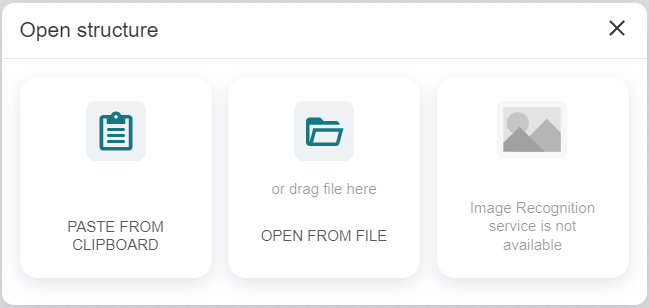 Open structure
PASTE FROM
CLIPBOARD
or drag file here
OPEN FROM FILE
Image Recognition
service is not
available